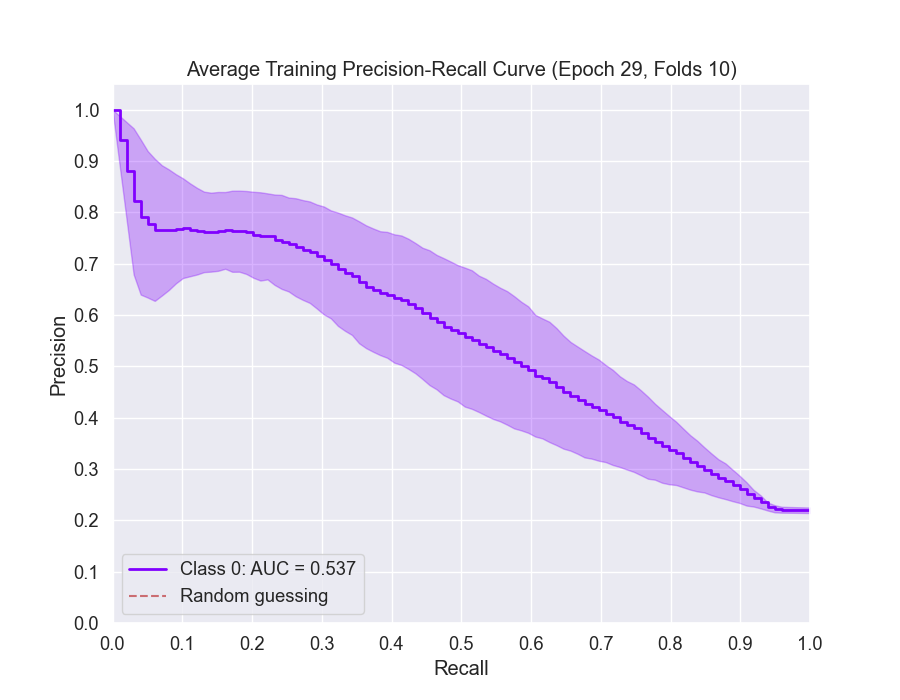 Average Training Precision-Recall Curve (Epoch 29, Folds 10)
Precision
1.0
0.9
0.8
0.7
0.6
0.5
0.4
0.3
0.2
0.1
0.0
Class 0: AUC = 0.537
Random guessing
0.0 0.1 0.2 0.3 0.4 0.5 0.6 0.7 0.8 0.9 1.0
Recall